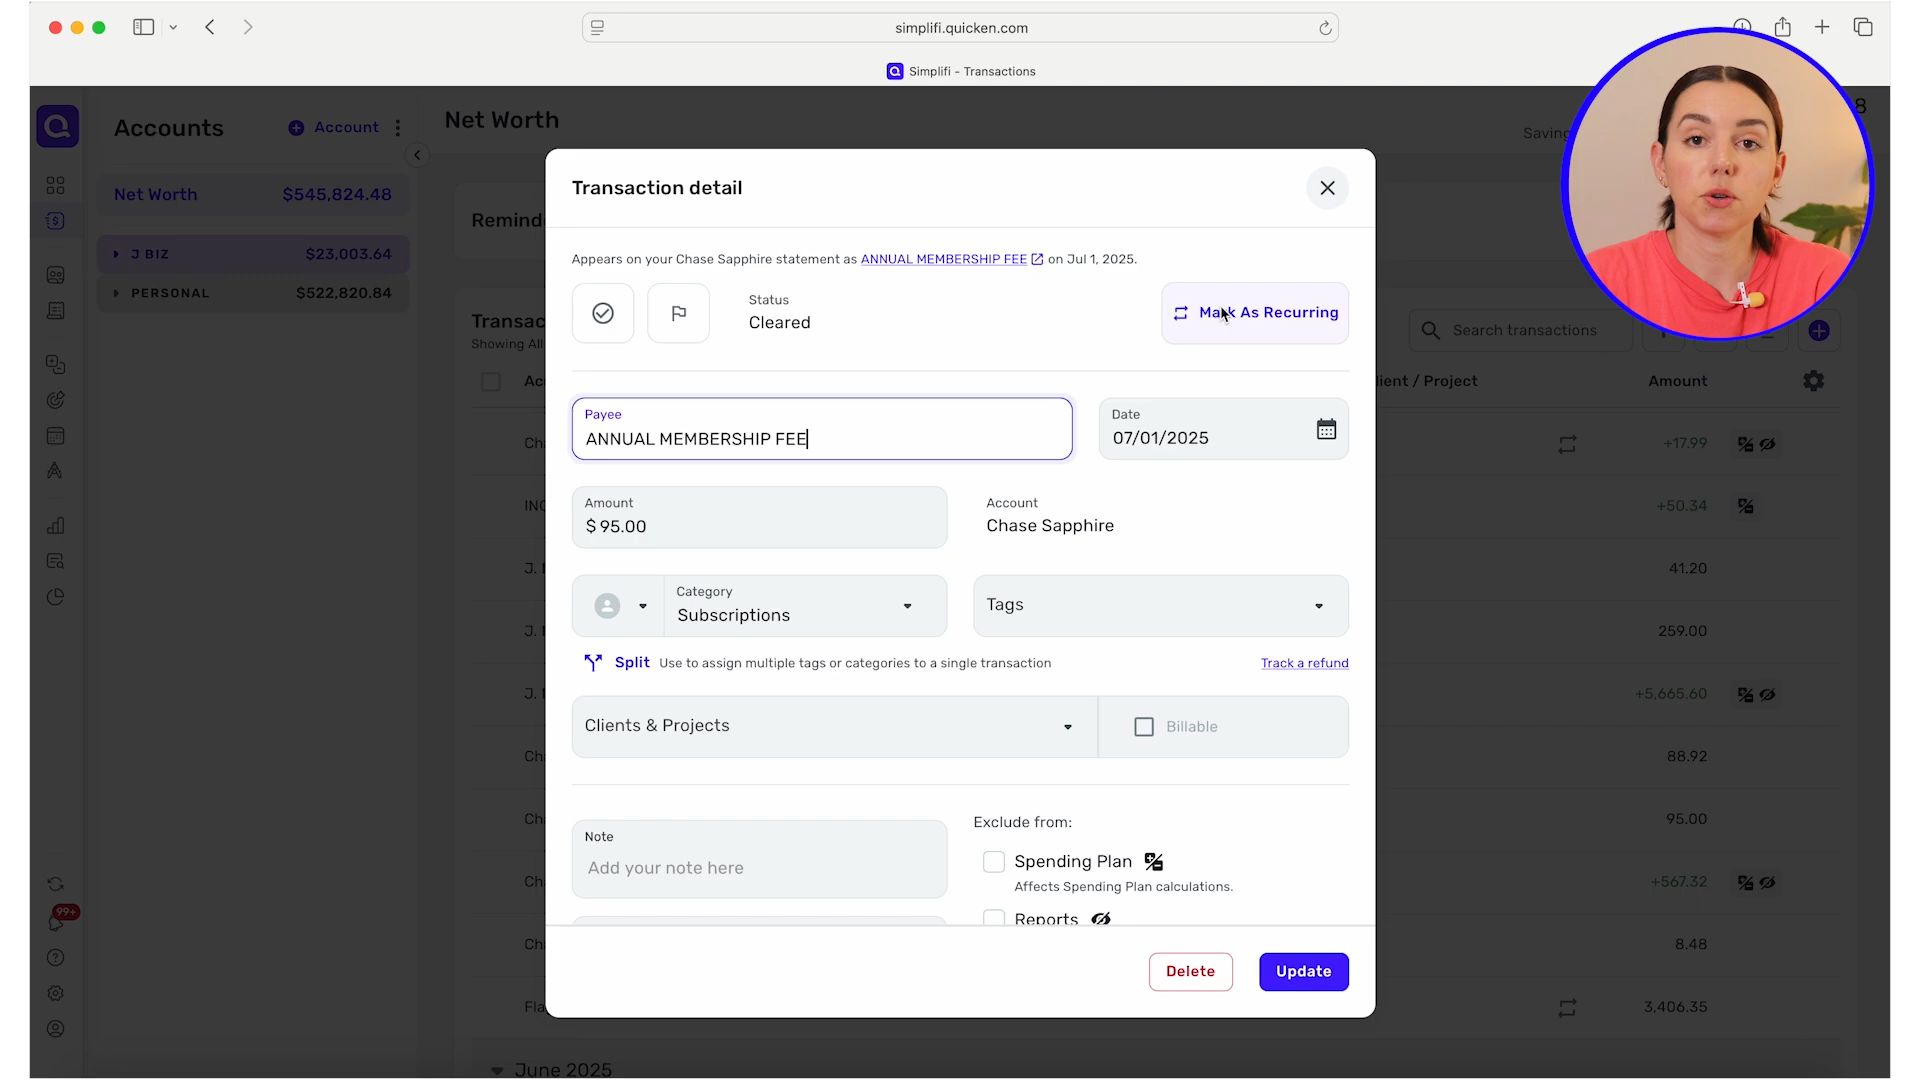 simplifi.quicken.com
Simplifi - Transactions
Accounts
Account
Net Worth
$545,824.48
J BIZ
$23,003.64
PERSONAL
$522,820.84
99+
Net Worth
8
Transaction detail
Appears on your Chase Sapphire statement as ANNUAL MEMBERSHIP FEE on Jul 1, 2025.
Status
Cleared
Mark As Recurring
Payee
ANNUAL MEMBERSHIP FEE
Date
07/01/2025
Amount
$ 95.00
Account
Chase Sapphire
Category
Subscriptions
Tags
Split Use to assign multiple tags or categories to a single transaction
Track a refund
Clients & Projects
Billable
Note
Add your note here
Exclude from:
Spending Plan
Affects Spending Plan calculations.
Reports
Delete
Update
Showing All
Search transactions
Project
Amount
+17.99
+50.34
41.20
259.00
+5,665.60
88.92
95.00
+567.32
8.48
3,406.35
June 2025